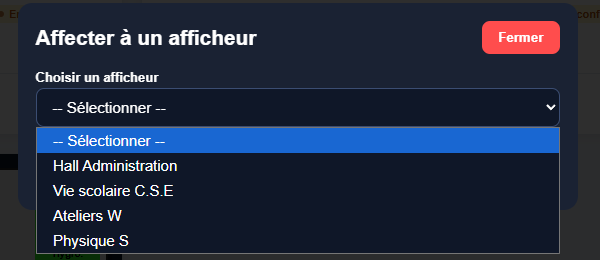 Affecter à un afficheur
Fermer
Choisir un afficheur
-- Sélectionner --
-- Sélectionner --
Hall Administration
Vie scolaire C.S.E
Ateliers W
Physique S